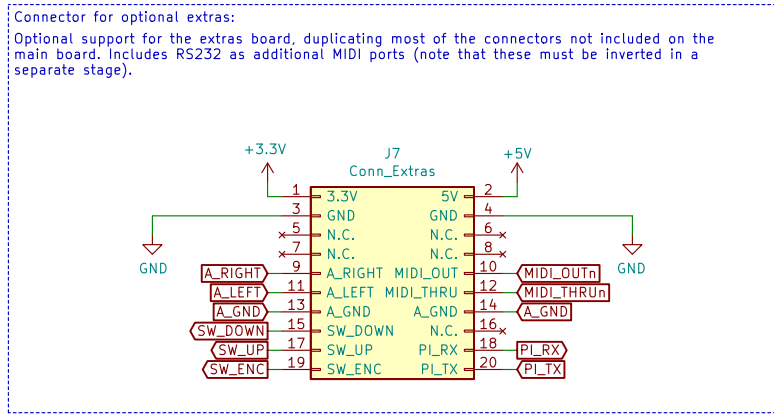 Connector for optional extras:
Optional support for the extras board, duplicating most of the connectors not included on the
main board. Includes RS232 as additional MIDI ports (note that these must be inverted in a
separate stage).
+3.3V J7 +5V
Conn_Extras
1 3.3V 5V 2
3 GND GND 4
5 N.C. N.C. 6
7 N.C. N.C. 8
GND GND
A_RIGHT 9 A_RIGHT MIDI_OUT 10 MIDI_OUTn
A_LEFT 11 A_LEFT MIDI_THRU 12 MIDI_THRUn
A_GND 13 A_GND A_GND 14 A_GND
SW_DOWN 15 SW_DOWN N.C. 16
SW_UP 17 SW_UP PI_RX 18 PI_RX
SW_ENC 19 SW_ENC PI_TX 20 PI_TX